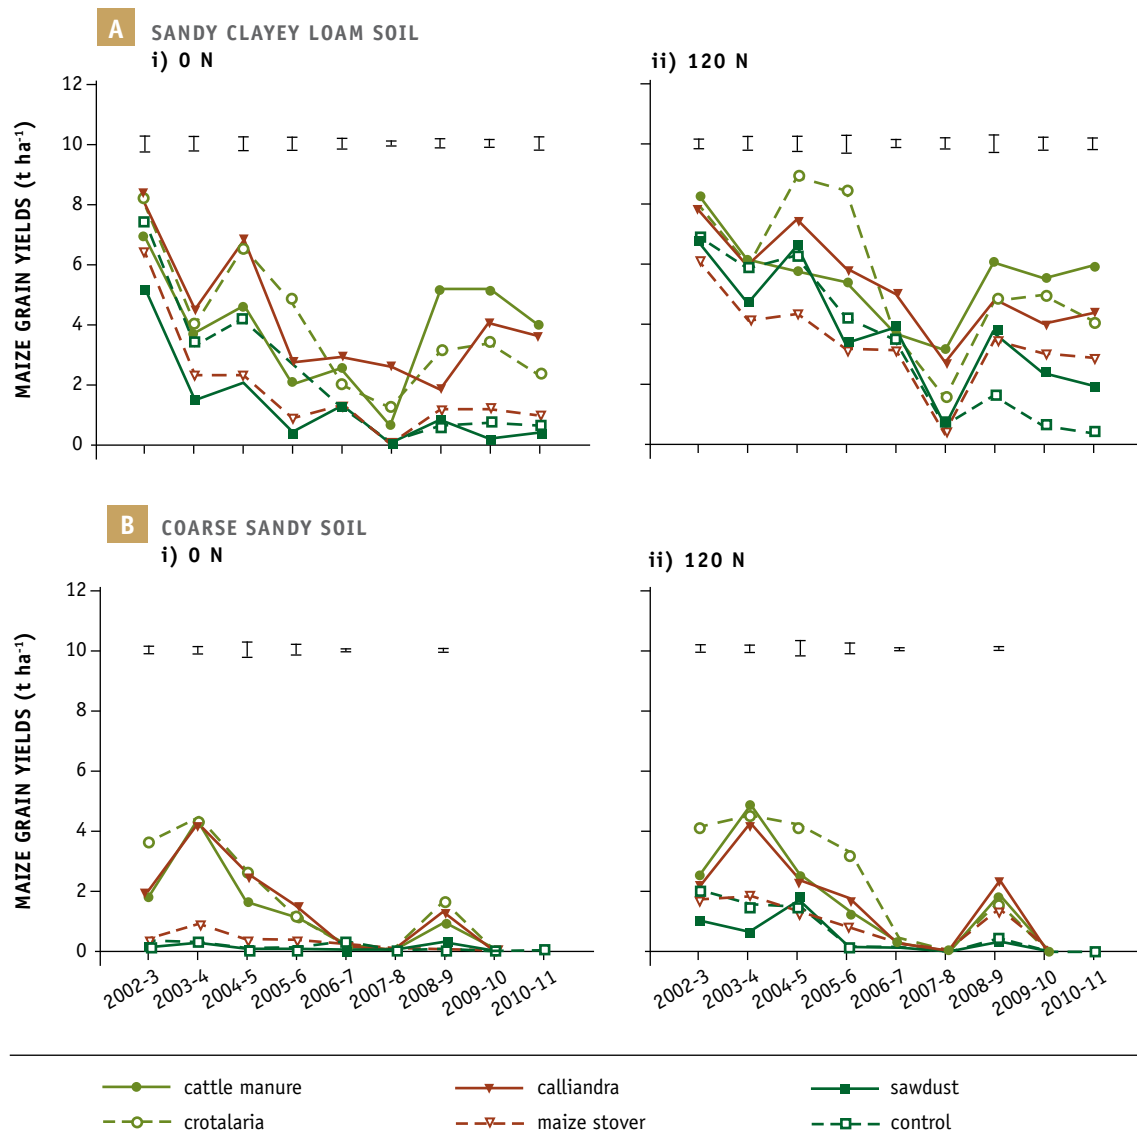 A SANDY CLAYEY LOAM SOIL
i) 0 N
ii) 120 N
MAIZE GRAIN YIELDS (t ha⁻¹)
12
10
8
6
4
2
0
B COARSE SANDY SOIL
i) 0 N
ii) 120 N
MAIZE GRAIN YIELDS (t ha⁻¹)
12
10
8
6
4
2
0
2002-3 2003-4 2004-5 2005-6 2006-7 2007-8 2008-9 2009-10 2010-11
2002-3 2003-4 2004-5 2005-6 2006-7 2007-8 2008-9 2009-10 2010-11
cattle manure calliandra sawdust
crotalaria maize stover control